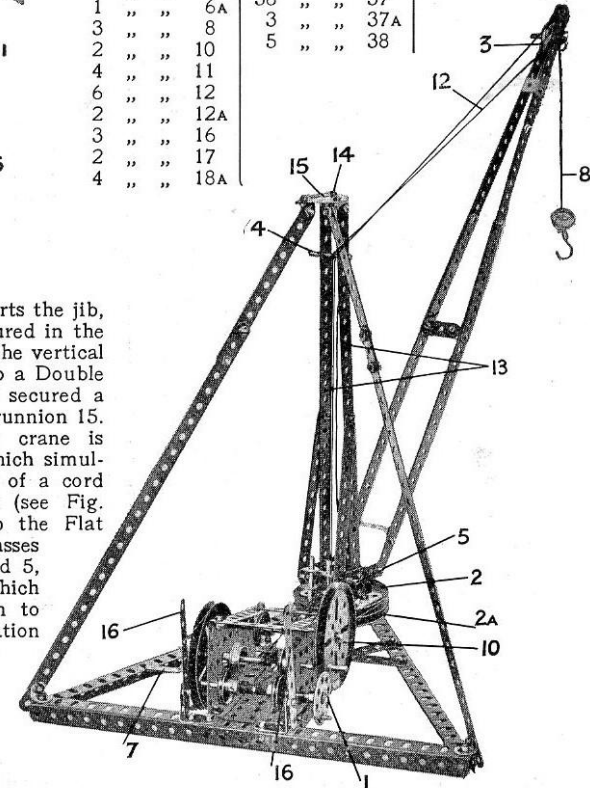 1 „ „ 6A
3 „ „ 8
2 „ „ 10
4 „ „ 11
6 „ „ 12
2 „ „ 12A
3 „ „ 16
2 „ „ 17
4 „ „ 18A
3 „ „ 37A
5 „ „ 38
rts the jib,
ured in the
he vertical
o a Double
secured a
runnion 15.
crane is
hich simul-
of a cord
(see Fig.
o the Flat
asses
d 5,
hich
n to
ition
3
12
8
14
15
4
13
5
2
2A
10
16
7
16
1